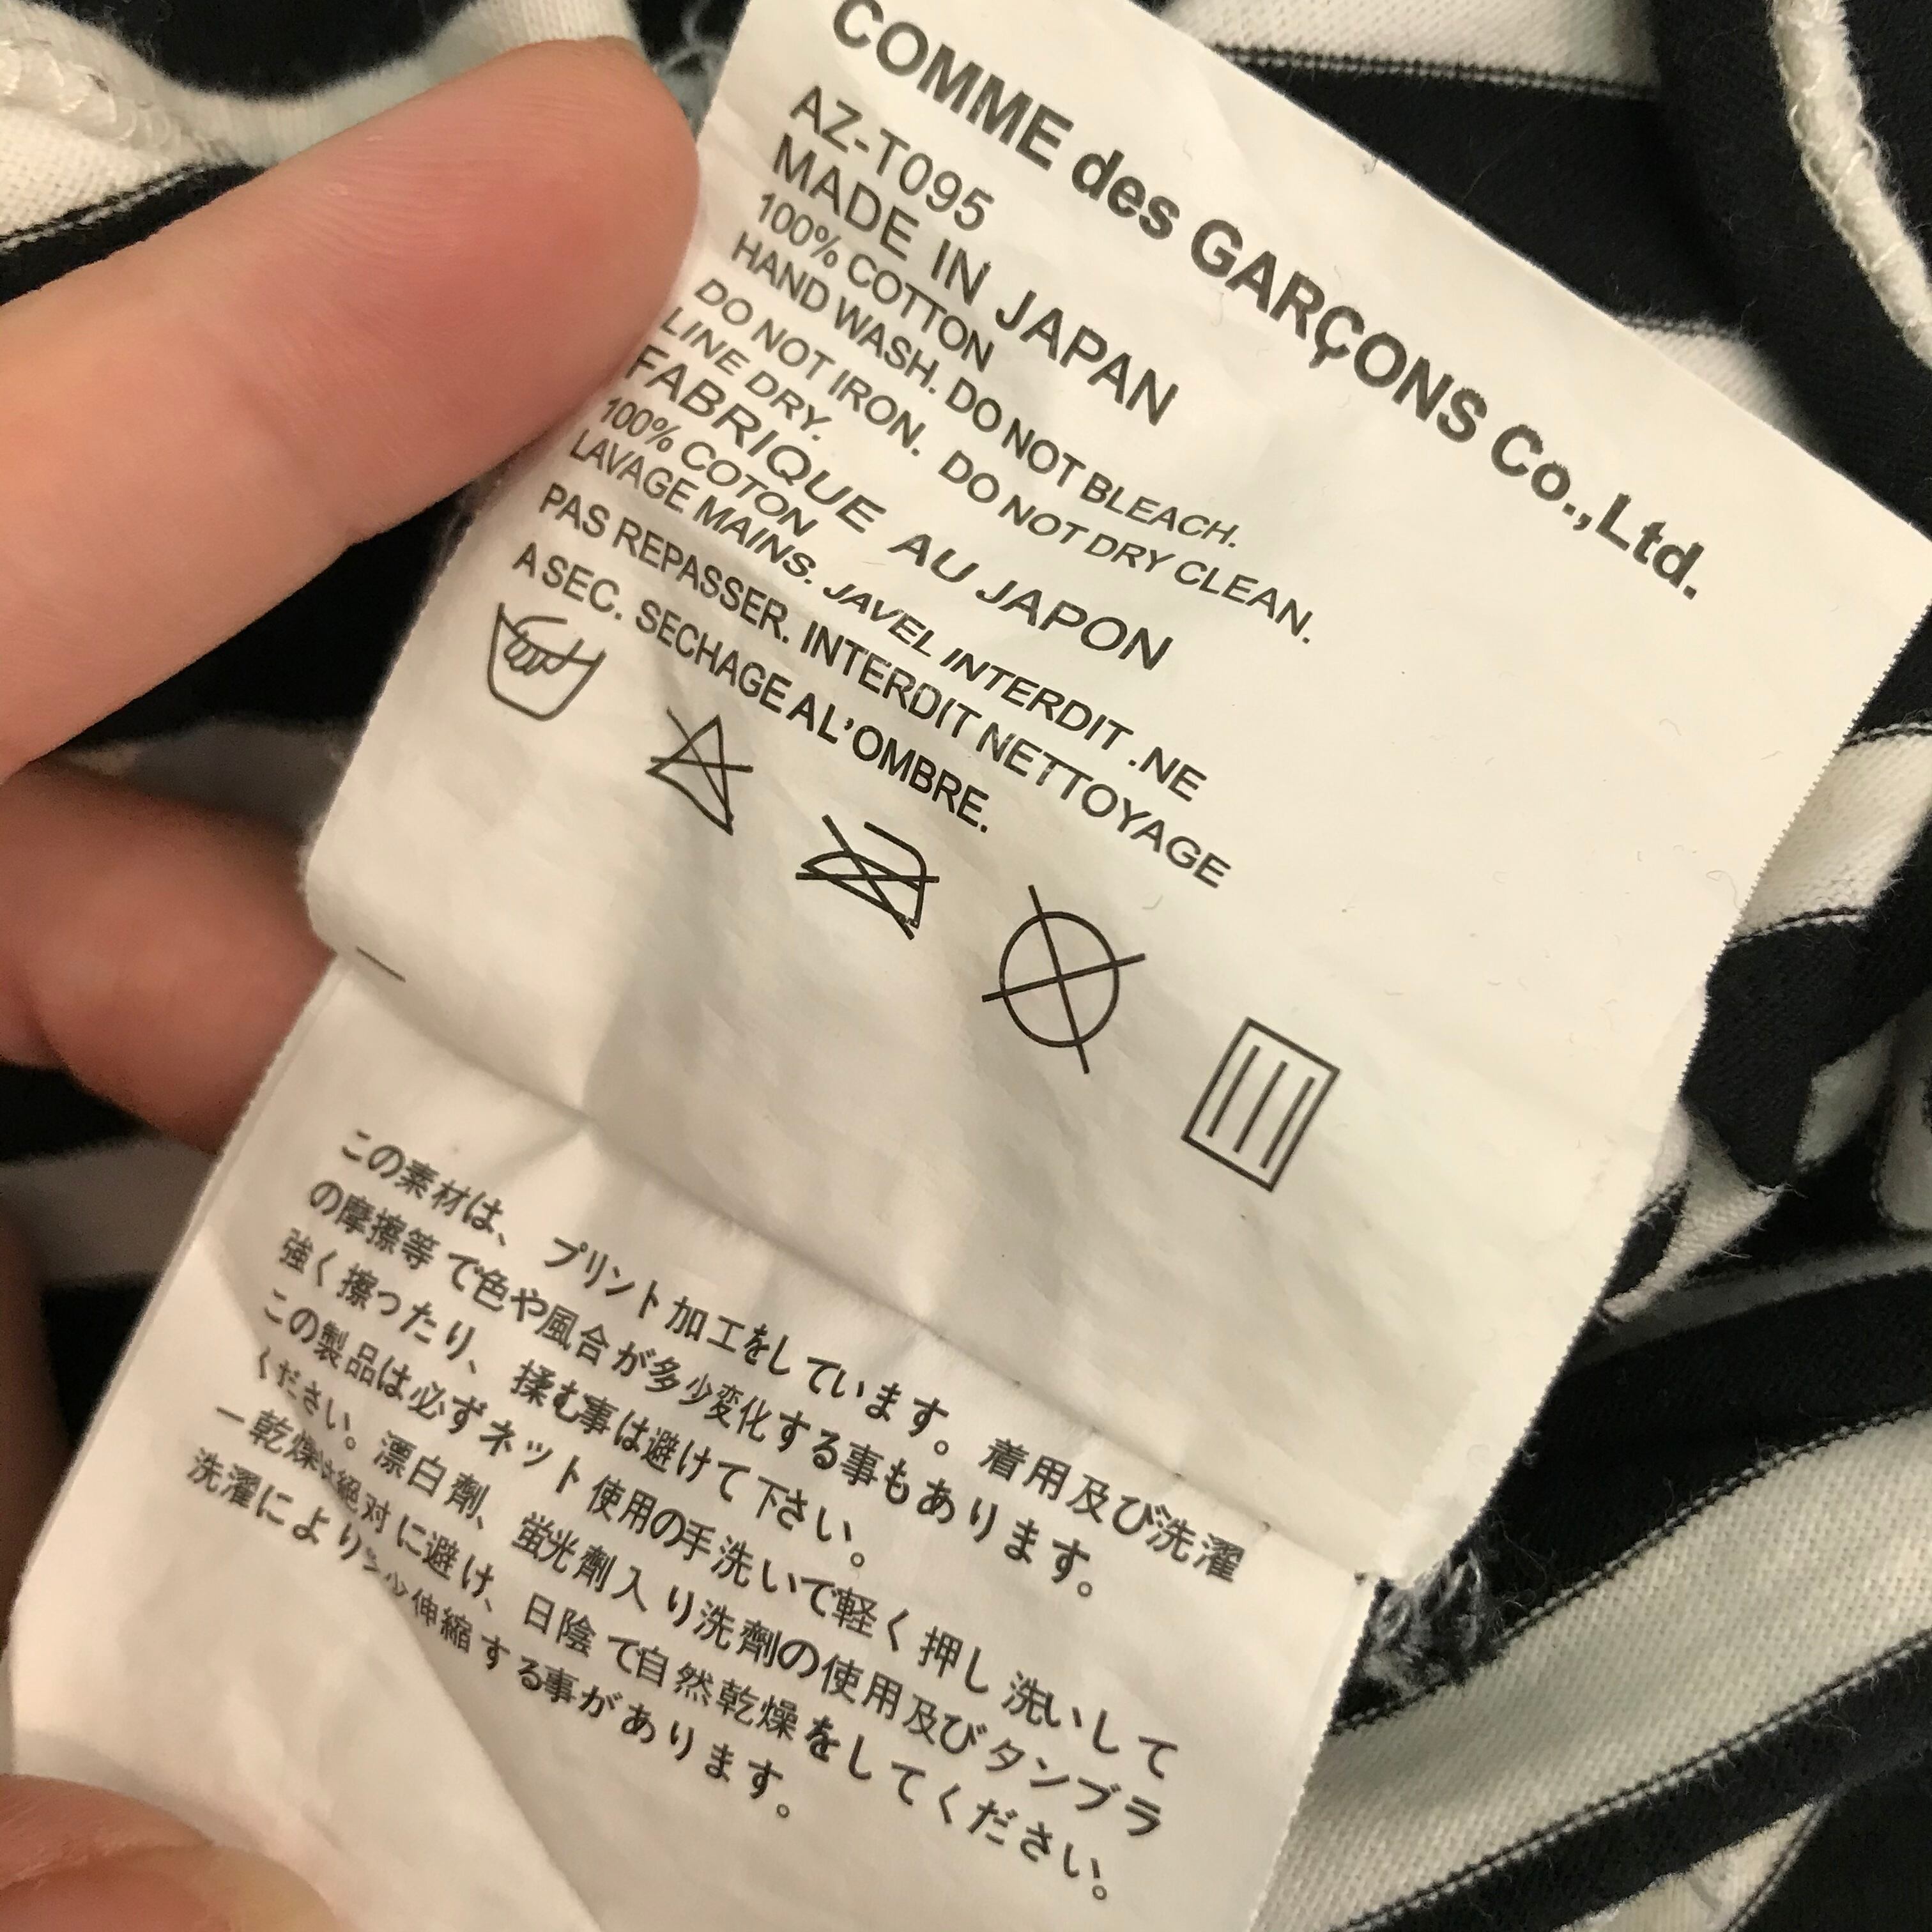 COMME des GARÇONS Co.,Ltd.
AZ-T095
MADE IN JAPAN
100% COTTON
HAND WASH. DO NOT BLEACH.
DO NOT IRON. DO NOT DRY CLEAN.
LINE DRY.
FABRIQUE AU JAPON
100% COTON
LAVAGE MAINS. JAVEL INTERDIT .NE
PAS REPASSER. INTERDIT NETTOYAGE
A SEC. SECHAGE A L'OMBRE.
この素材は、プリント加工をしています。着用及び洗濯
の摩擦等で色や風合が多少変化する事もあります。
強く擦ったり、揉む事は避けて下さい。
この製品は必ずネット使用の手洗いで軽く押し洗いして
ください。漂白剤、蛍光剤入り洗剤の使用及びタンブラ
ー乾燥は絶対に避け、日陰で自然乾燥をしてください。
洗濯により多少伸縮する事があります。